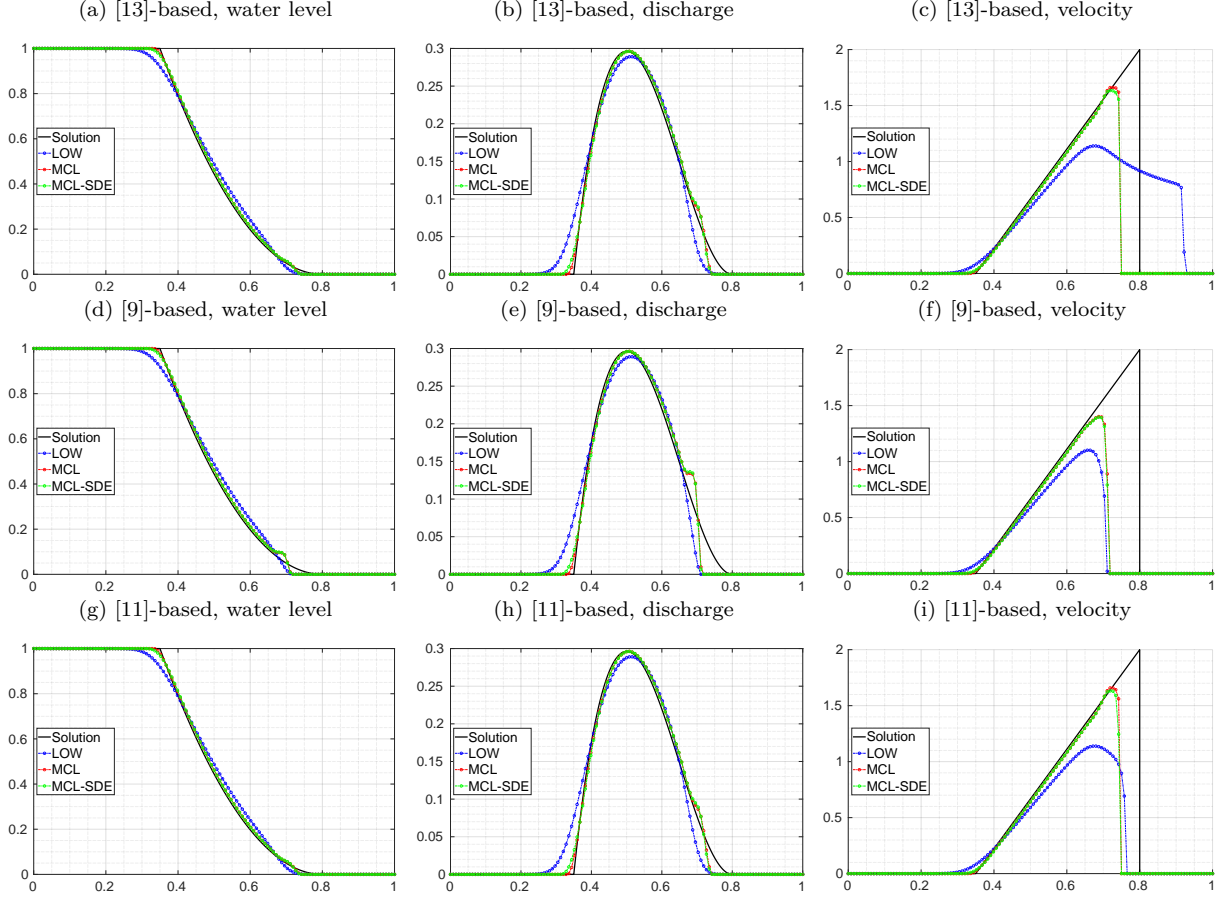 (a) [13]-based, water level
(b) [13]-based, discharge
(c) [13]-based, velocity
1
0.8
0.6
0.4
0.2
0
0 0.2 0.4 0.6 0.8 1
Solution
LOW
MCL
MCL-SDE
0.3
0.25
0.2
0.15
0.1
0.05
0
0 0.2 0.4 0.6 0.8 1
Solution
LOW
MCL
MCL-SDE
2
1.5
1
0.5
0
0 0.2 0.4 0.6 0.8 1
Solution
LOW
MCL
MCL-SDE
(d) [9]-based, water level
(e) [9]-based, discharge
(f) [9]-based, velocity
1
0.8
0.6
0.4
0.2
0
0 0.2 0.4 0.6 0.8 1
Solution
LOW
MCL
MCL-SDE
0.3
0.25
0.2
0.15
0.1
0.05
0
0 0.2 0.4 0.6 0.8 1
Solution
LOW
MCL
MCL-SDE
2
1.5
1
0.5
0
0 0.2 0.4 0.6 0.8 1
Solution
LOW
MCL
MCL-SDE
(g) [11]-based, water level
(h) [11]-based, discharge
(i) [11]-based, velocity
1
0.8
0.6
0.4
0.2
0
0 0.2 0.4 0.6 0.8 1
Solution
LOW
MCL
MCL-SDE
0.3
0.25
0.2
0.15
0.1
0.05
0
0 0.2 0.4 0.6 0.8 1
Solution
LOW
MCL
MCL-SDE
2
1.5
1
0.5
0
0 0.2 0.4 0.6 0.8 1
Solution
LOW
MCL
MCL-SDE